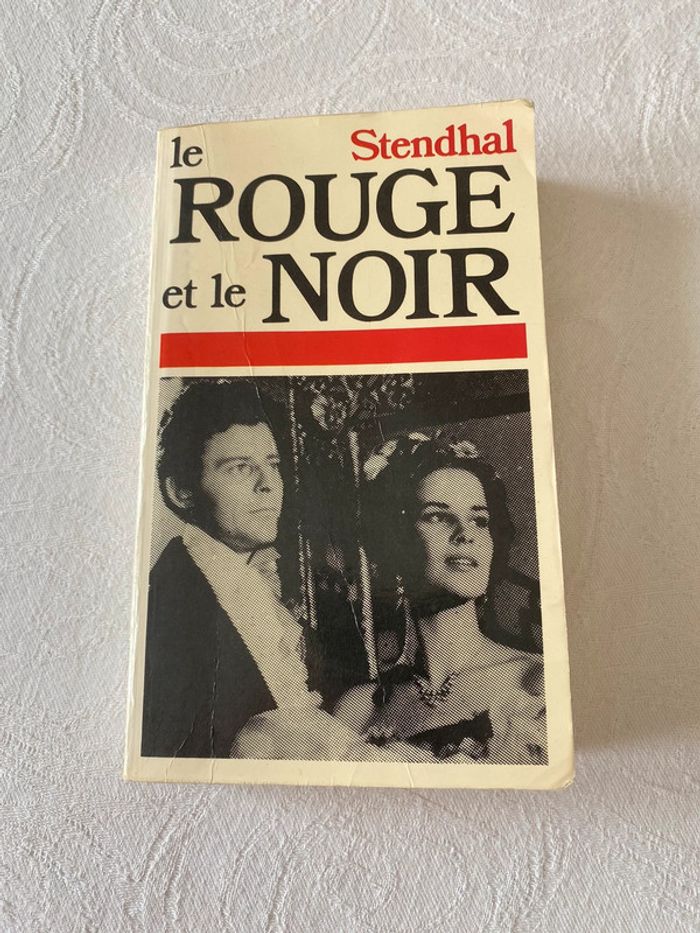 Stendhal
le
ROUGE
et le NOIR